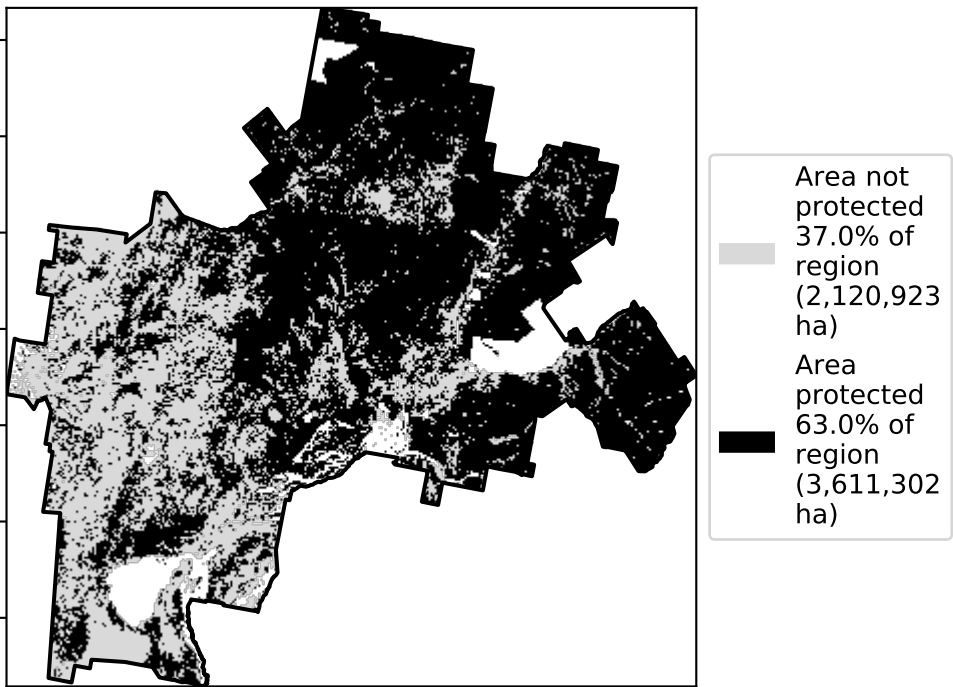 Area not
protected
37.0% of
region
(2,120,923
ha)
Area
protected
63.0% of
region
(3,611,302
ha)